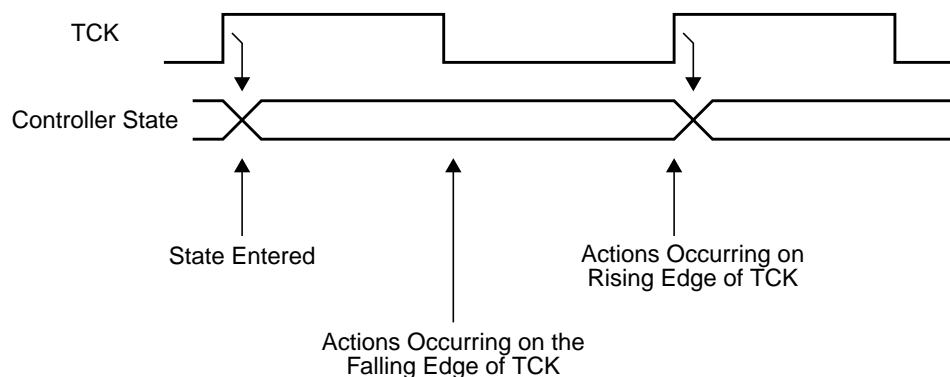 TCK
Controller State
State Entered
Actions Occurring on
Rising Edge of TCK
Actions Occurring on the
Falling Edge of TCK